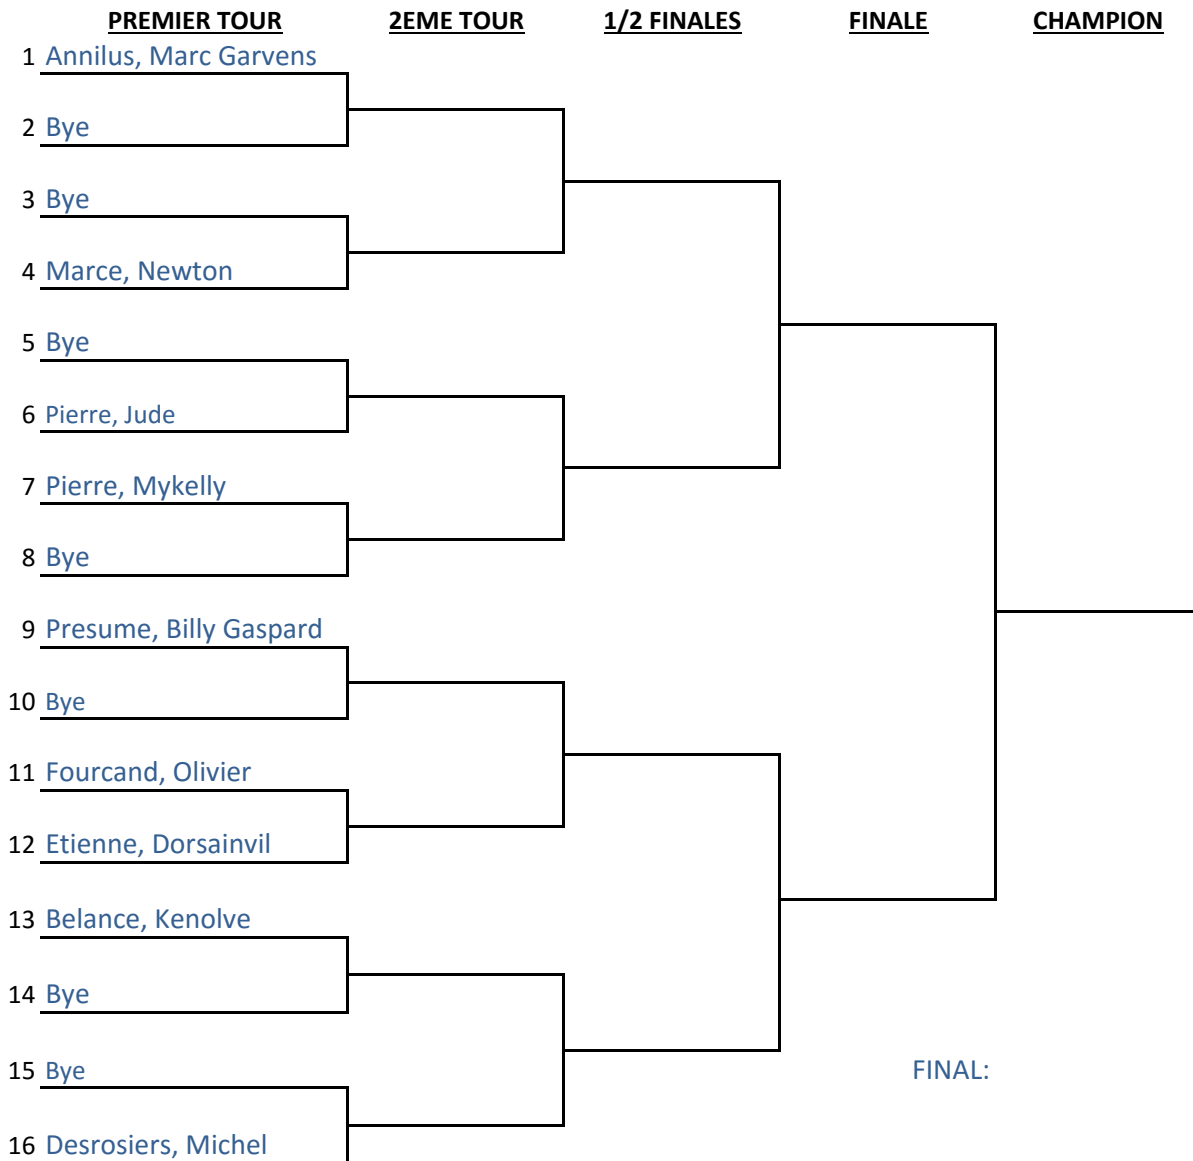 PREMIER TOUR 2EME TOUR 1/2 FINALES FINALE CHAMPION
1 Annilus, Marc Garvens
2 Bye
3 Bye
4 Marce, Newton
5 Bye
6 Pierre, Jude
7 Pierre, Mykelly
8 Bye
9 Presume, Billy Gaspard
10 Bye
11 Fourcand, Olivier
12 Etienne, Dorsainvil
13 Belance, Kenolve
14 Bye
15 Bye FINAL:
16 Desrosiers, Michel